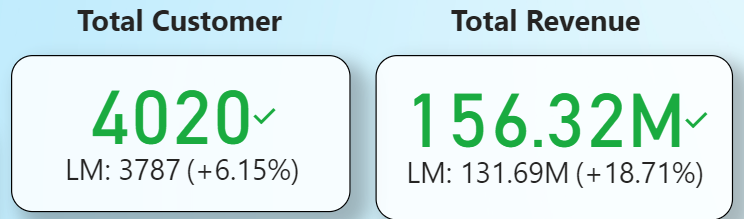 Total Customer
4020
LM: 3787 (+6.15%)
Total Revenue
156.32M
LM: 131.69M (+18.71%)